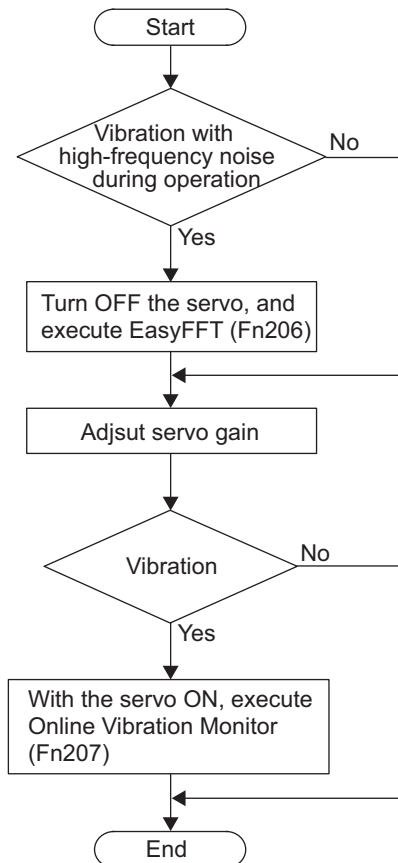 Start
Vibration with
high-frequency noise
during operation
No
Yes
Turn OFF the servo, and
execute EasyFFT (Fn206)
Adjsut servo gain
Vibration
No
Yes
With the servo ON, execute
Online Vibration Monitor
(Fn207)
End